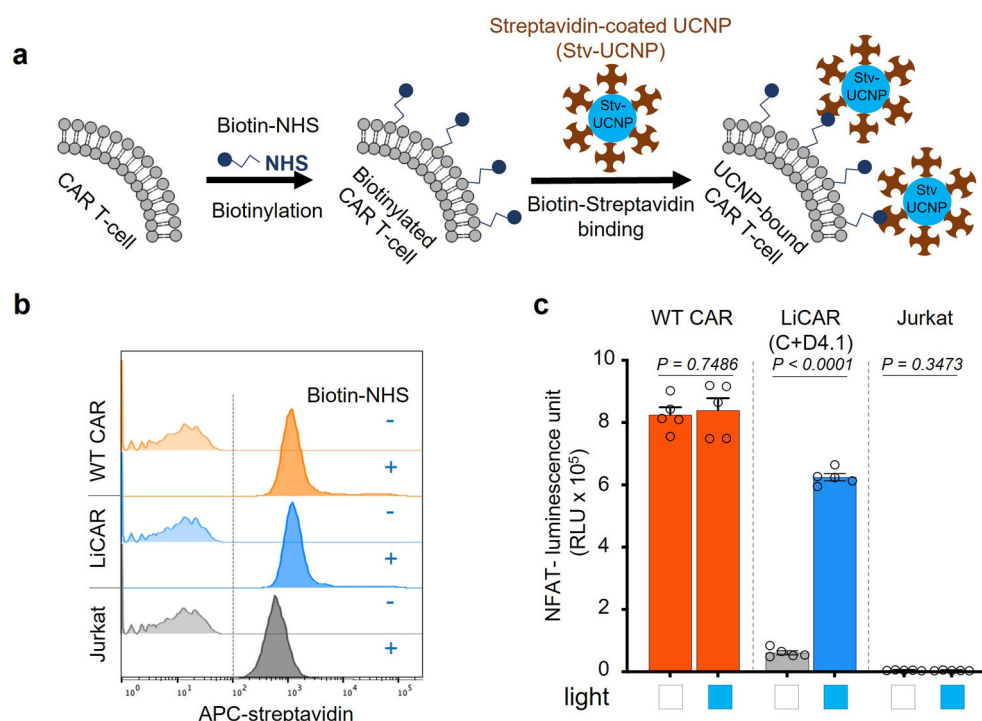 a
Streptavidin-coated UCNP
(Stv-UCNP)
CAR T-cell
Biotin-NHS
NHS
Biotinylation
Biotinylated
CAR T-cell
Stv-
UCNP
Biotin-Streptavidin
binding
UCNP-bound
CAR T-cell
Stv-
UCNP
Stv
UCNP
b
Biotin-NHS
WT CAR
-
+
LiCAR
-
+
Jurkat
-
+
10^0 10^1 10^2 10^3 10^4 10^5
APC-streptavidin
c
WT CAR
LiCAR
(C+D4.1)
Jurkat
P = 0.7486
P < 0.0001
P = 0.3473
NFAT- luminescence unit
(RLU x 10^5)
10
8
6
4
2
0
light